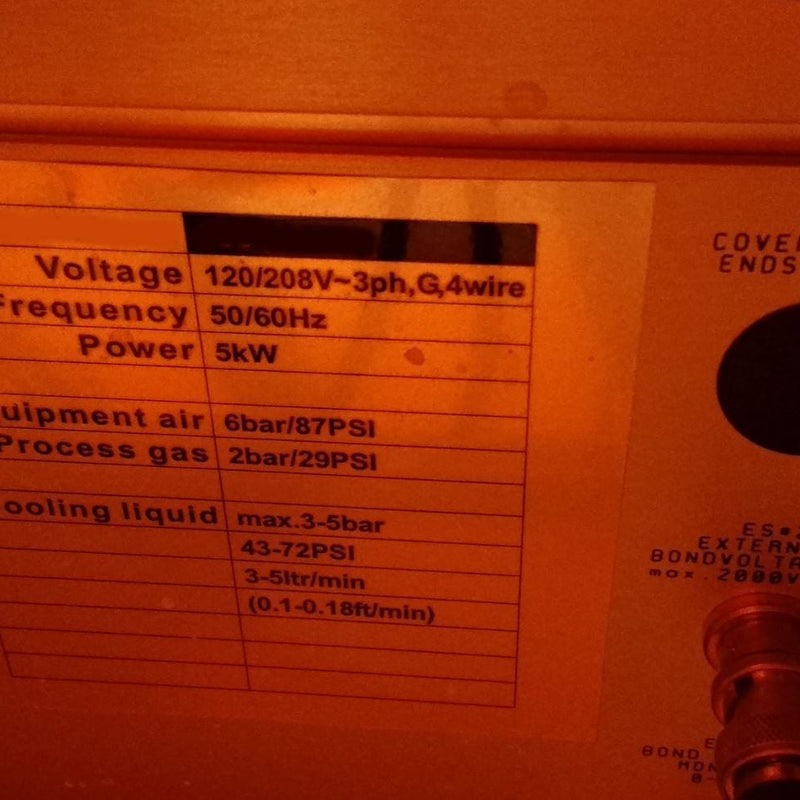 Voltage 120/208V~3ph,G,4wire
Frequency 50/60Hz
Power 5kW
uipment air 6bar/87PSI
Process gas 2bar/29PSI
ooling liquid max.3-5bar
43-72PSI
3-5ltr/min
(0.1-0.18ft/min)
COVE
ENDS
ES
EXTERN
BONDVOLTA
max.2000V
E
BOND
MON
0-